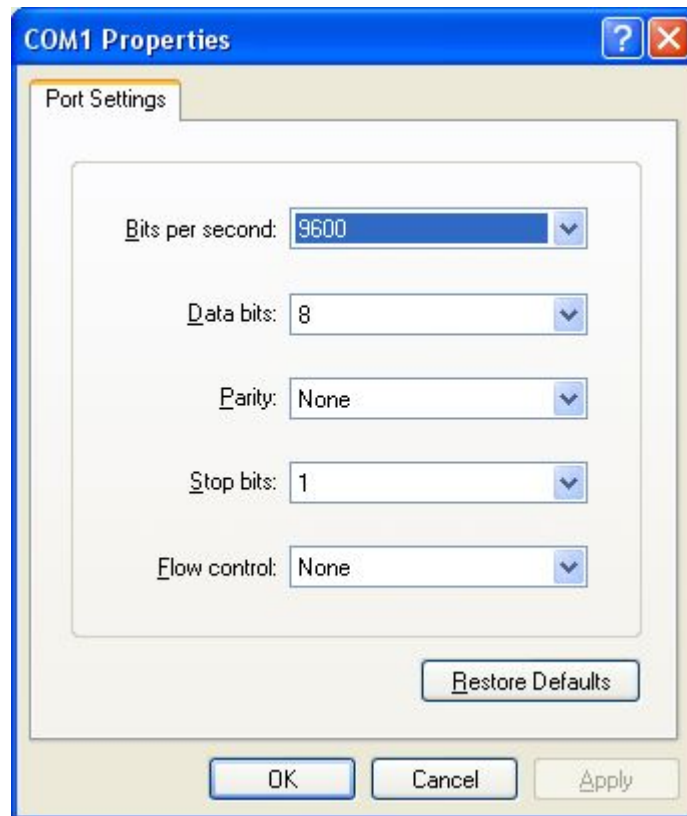 COM1 Properties
Port Settings
Bits per second: 9600
Data bits: 8
Parity: None
Stop bits: 1
Flow control: None
Restore Defaults
OK Cancel Apply